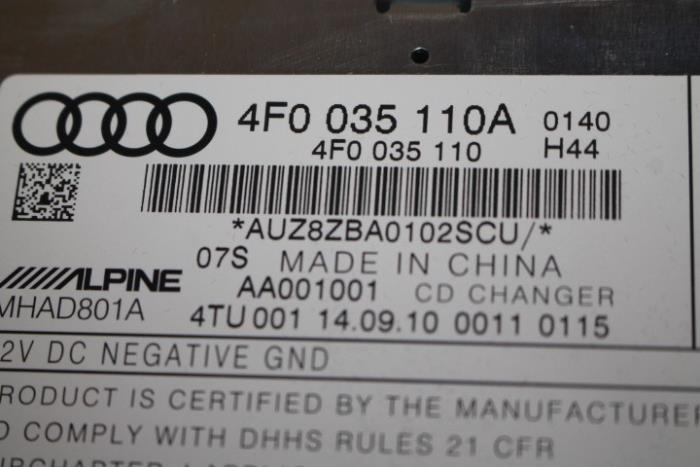 4F0 035 110A 0140
4F0 035 110 H44
*AUZ8ZBA0102SCU/*
07S MADE IN CHINA
ALPINE AA001001 CD CHANGER
MHAD801A 4TU 001 14.09.10 0011 0115
2V DC NEGATIVE GND
PRODUCT IS CERTIFIED BY THE MANUFACTURER
O COMPLY WITH DHHS RULES 21 CFR